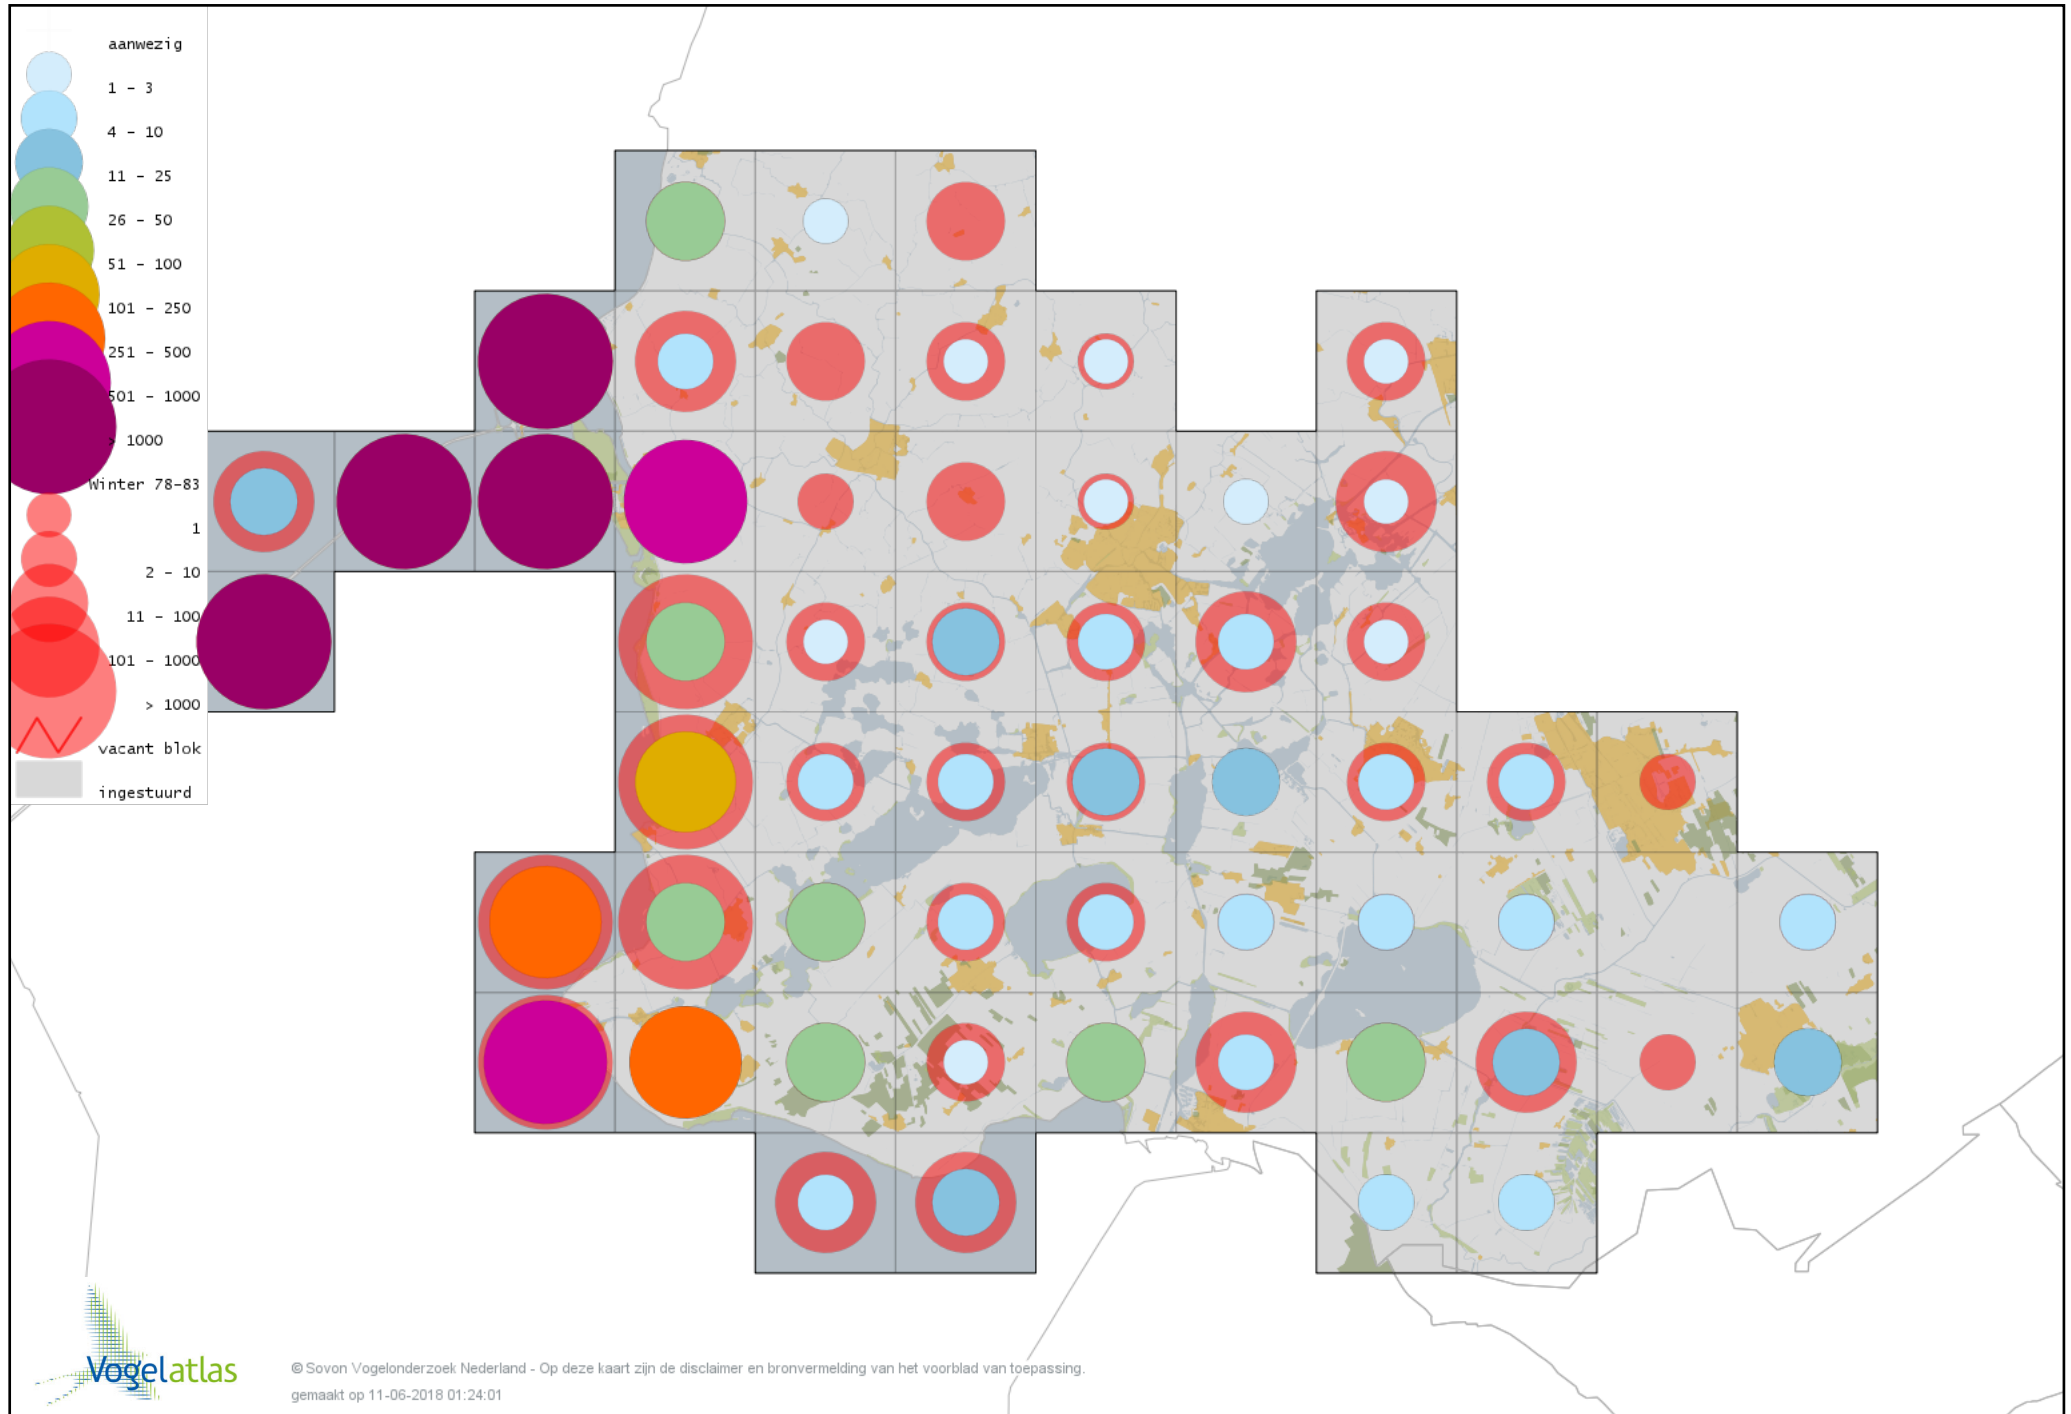 aanwezig
1 - 3
4 - 10
11 - 25
26 - 50
51 - 100
101 - 250
251 - 500
501 - 1000
> 1000
Winter 78-83
1
2 - 10
11 - 100
101 - 1000
> 1000
vacant blok
ingestuurd
Vogelatlas
© Sovon Vogelonderzoek Nederland - Op deze kaart zijn de disclaimer en bronvermelding van het voorblad van toepassing.
gemaakt op 11-06-2018 01:24:01